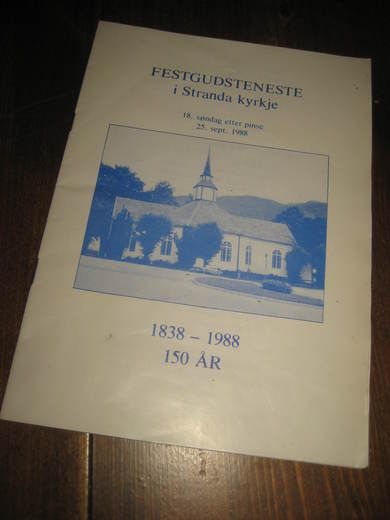 FESTGUDSTENESTE
i Stranda kyrkje
18. søndag etter pinse
25. sept. 1988
1838 - 1988
150 ÅR